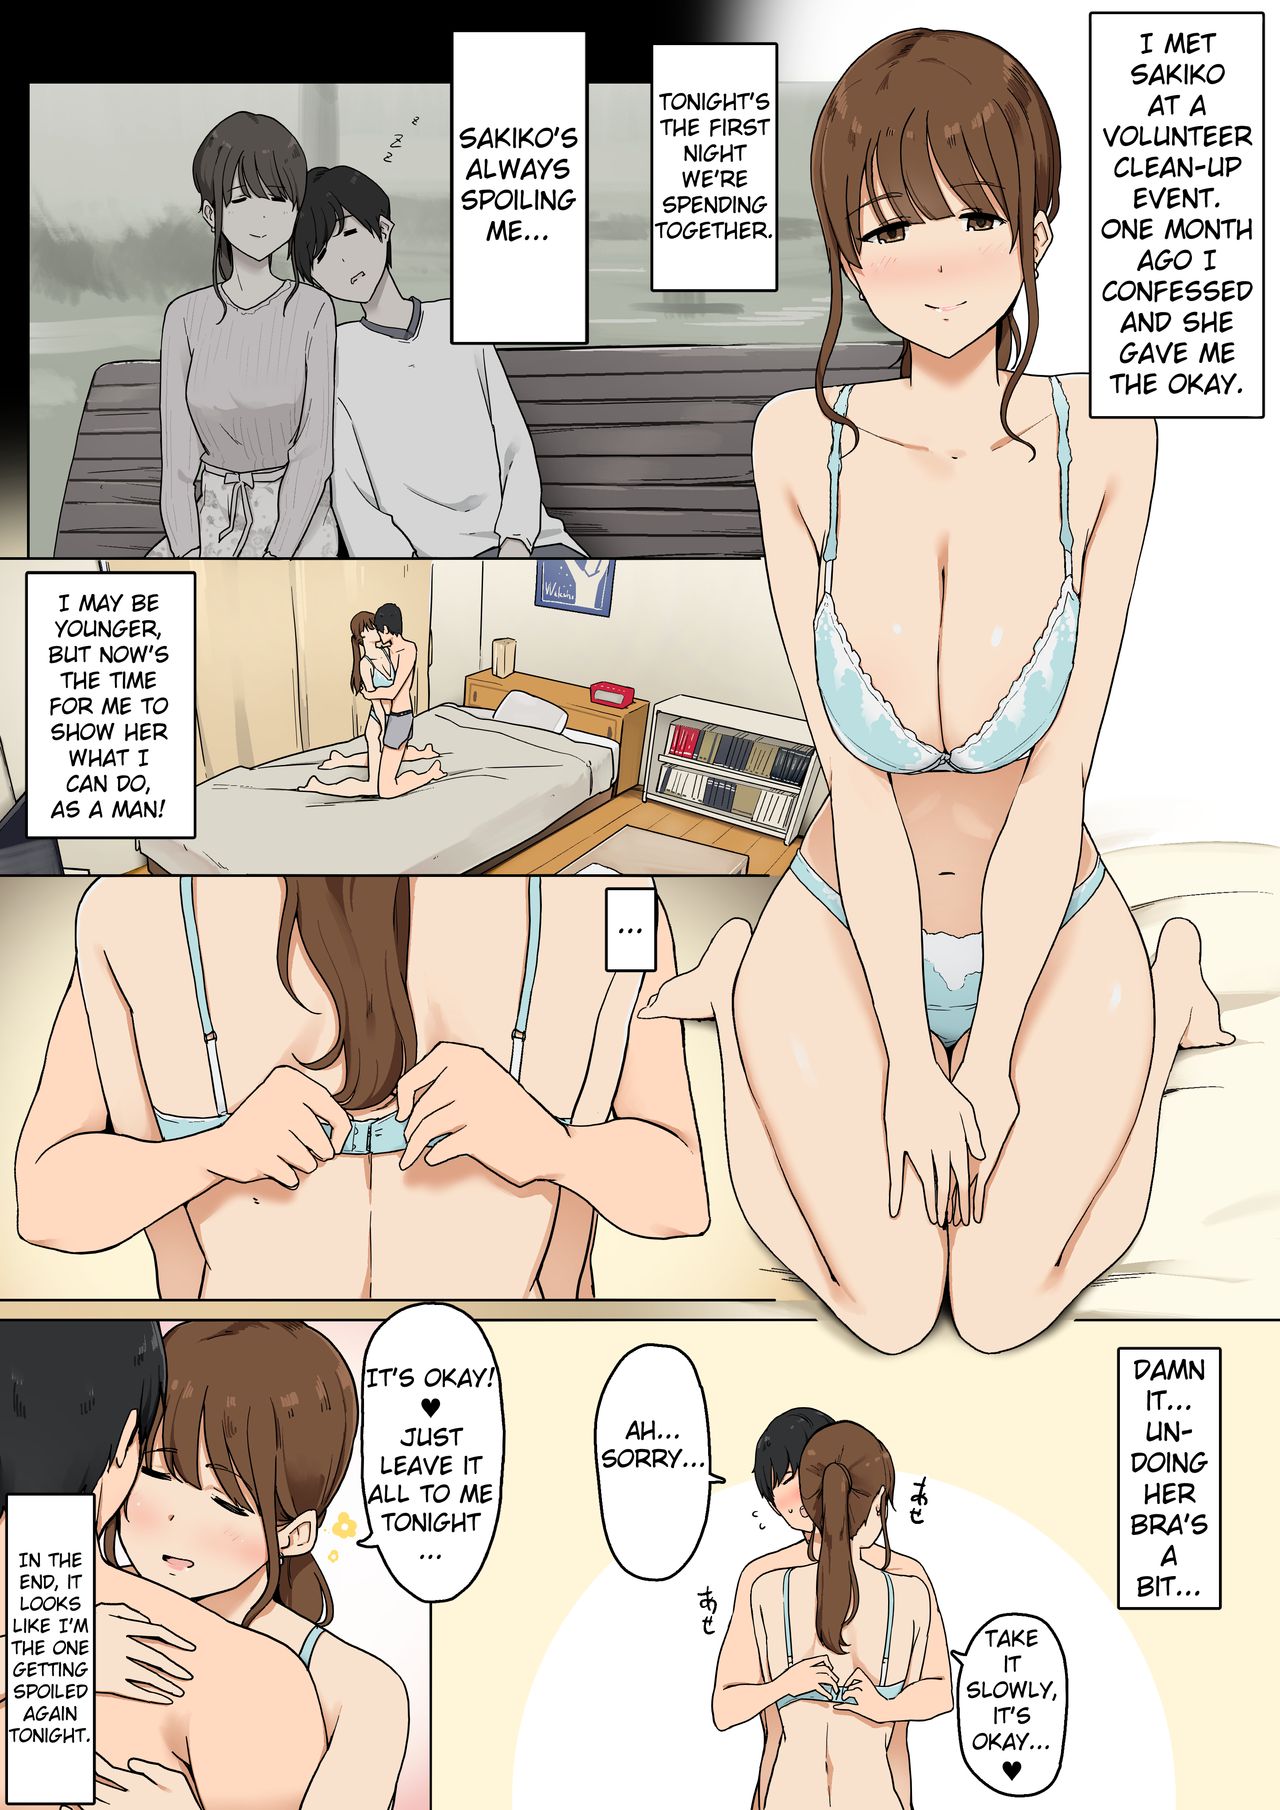 I MET
SAKIKO
AT A
VOLUNTEER
CLEAN-UP
EVENT.
ONE MONTH
AGO I
CONFESSED
AND SHE
GAVE ME
THE OKAY.
TONIGHT'S
THE FIRST
NIGHT
WE'RE
SPENDING
TOGETHER.
SAKIKO'S
ALWAYS
SPOILING
ME...
z
z
z
I MAY BE
YOUNGER,
BUT NOW'S
THE TIME
FOR ME TO
SHOW HER
WHAT I
CAN DO,
AS A MAN!
...
DAMN
IT...
UN-
DOING
HER
BRA'S
A
BIT...
AH...
SORRY...
あせ
あせ
TAKE
IT
SLOWLY,
IT'S
OKAY...
♥
IT'S OKAY!
♥
JUST
LEAVE IT
ALL TO ME
TONIGHT
...
IN THE
END, IT
LOOKS
LIKE I'M
THE ONE
GETTING
SPOILED
AGAIN
TONIGHT.